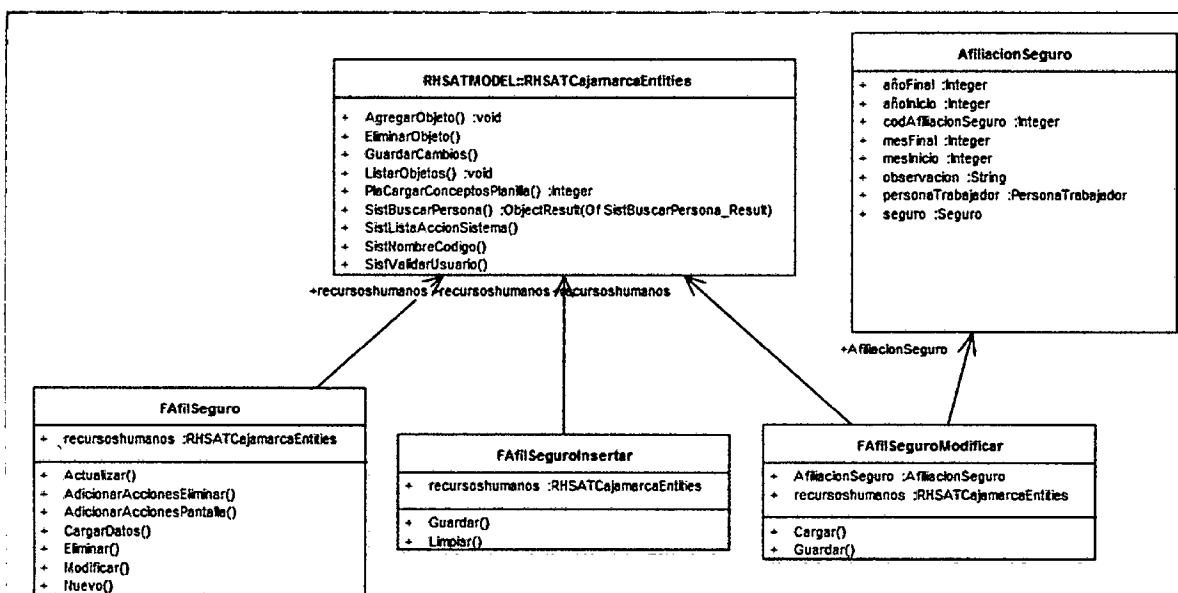 RHSATMODEL::RHSATCajamarcaEntities
+ AgregarObjeto() :void
+ EliminarObjeto()
+ GuardarCambios()
+ ListarObjetos() :void
+ PlaCargarConceptosPlanilla() :Integer
+ SistBuscarPersona() :ObjectResult(Of SistBuscarPersona_Result)
+ SistListaAccionSistema()
+ SistNombreCodigo()
+ SistValidarUsuario()
AfiliacionSeguro
+ añoFinal :Integer
+ añoInicio :Integer
+ codAfiliacionSeguro :Integer
+ mesFinal :Integer
+ mesInicio :Integer
+ observacion :String
+ personaTrabajador :PersonaTrabajador
+ seguro :Seguro
+recursoshumanos +recursoshumanos +recursoshumanos
+AfiliacionSeguro
FAfilSeguro
+ recursoshumanos :RHSATCajamarcaEntities
+ Actualizar()
+ AdicionarAccionesEliminar()
+ AdicionarAccionesPantalla()
+ CargarDatos()
+ Eliminar()
+ Modificar()
+ Nuevo()
FAfilSeguroInsertar
+ recursoshumanos :RHSATCajamarcaEntities
+ Guardar()
+ Limpiar()
FAfilSeguroModificar
+ AfiliacionSeguro :AfiliacionSeguro
+ recursoshumanos :RHSATCajamarcaEntities
+ Cargar()
+ Guardar()